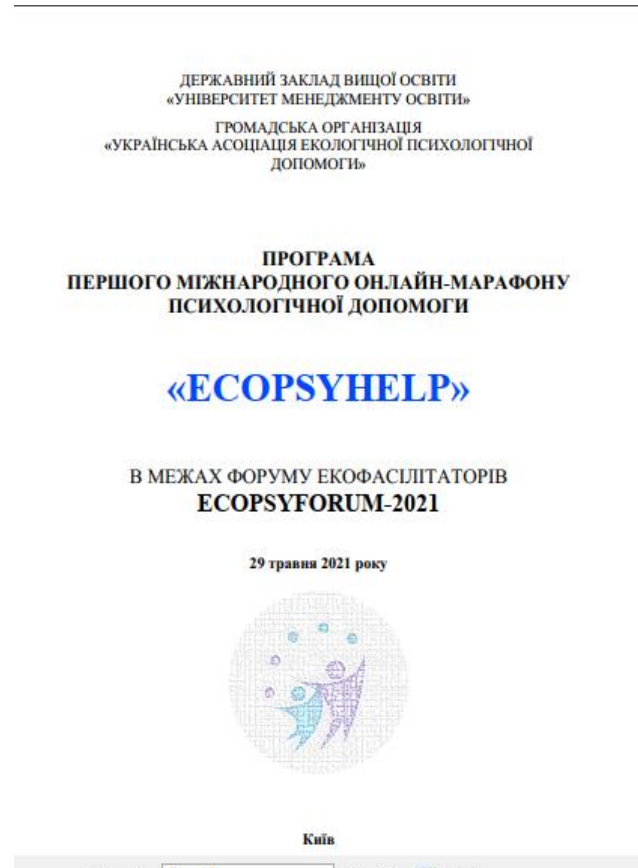 ДЕРЖАВНИЙ ЗАКЛАД ВИЩОЇ ОСВІТИ
«УНІВЕРСИТЕТ МЕНЕДЖМЕНТУ ОСВІТИ»
ГРОМАДСЬКА ОРГАНІЗАЦІЯ
«УКРАЇНСЬКА АСОЦІАЦІЯ ЕКОЛОГІЧНОЇ ПСИХОЛОГІЧНОЇ
ДОПОМОГИ»
ПРОГРАМА
ПЕРШОГО МІЖНАРОДНОГО ОНЛАЙН-МАРАФОНУ
ПСИХОЛОГІЧНОЇ ДОПОМОГИ
«ECOPSYHELP»
В МЕЖАХ ФОРУМУ ЕКОФАСІЛІТАТОРІВ
ECOPSYFORUM-2021
29 травня 2021 року
Київ